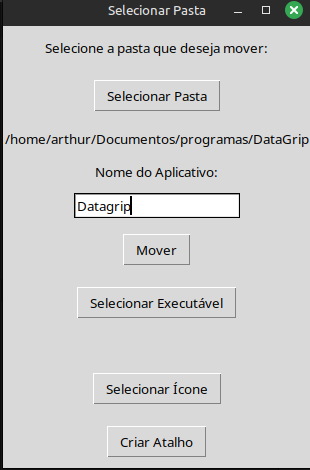 Selecionar Pasta
Selecione a pasta que deseja mover:
Selecionar Pasta
/home/arthur/Documentos/programas/DataGrip
Nome do Aplicativo:
Datagrip
Mover
Selecionar Executável
Selecionar Ícone
Criar Atalho